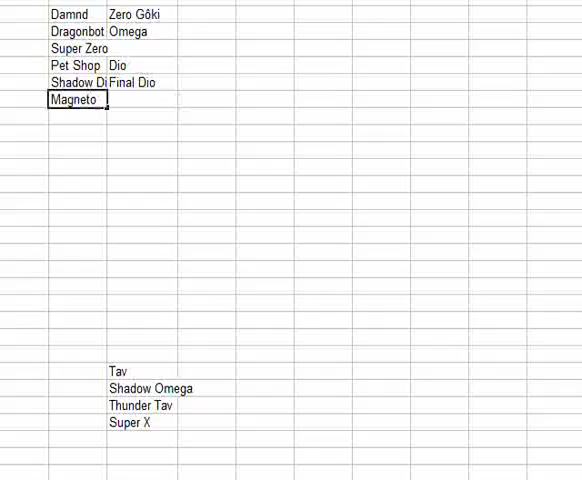 Damnd Zero Gôki
Dragonbot Omega
Super Zero
Pet Shop Dio
Shadow Di Final Dio
Magneto
Tav
Shadow Omega
Thunder Tav
Super X